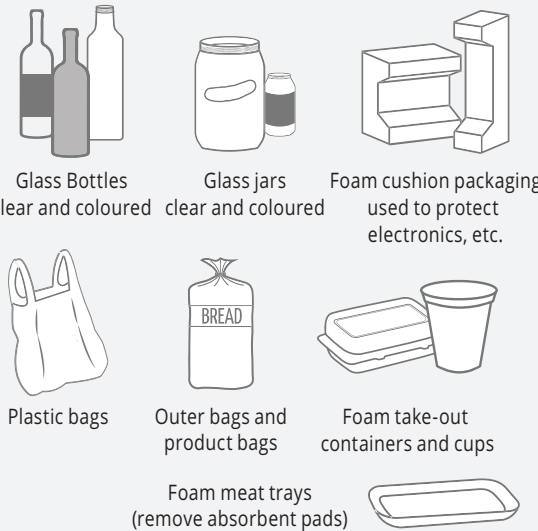 Glass Bottles
lear and coloured
Glass jars
clear and coloured
Foam cushion packaging
used to protect
electronics, etc.
BREAD
Plastic bags
Outer bags and
product bags
Foam take-out
containers and cups
Foam meat trays
(remove absorbent pads)